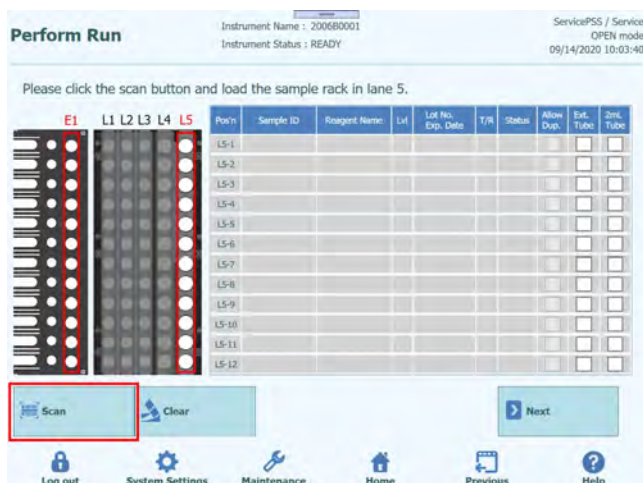 Perform Run
Instrument Name : 2006B0001
Instrument Status : READY
ServicePSS / Service
OPEN mode
09/14/2020 10:03:40
Please click the scan button and load the sample rack in lane 5.
E1 L1 L2 L3 L4 L5
Pos'n Sample ID Reagent Name Lvl Lot No. Exp. Date T/R Status Allow Dup. Ext. Tube 2mL Tube
L5-1
L5-2
L5-3
L5-4
L5-5
L5-6
L5-7
L5-8
L5-9
L5-10
L5-11
L5-12
Scan
Clear
Next
Log out System Settings Maintenance Home Previous Help